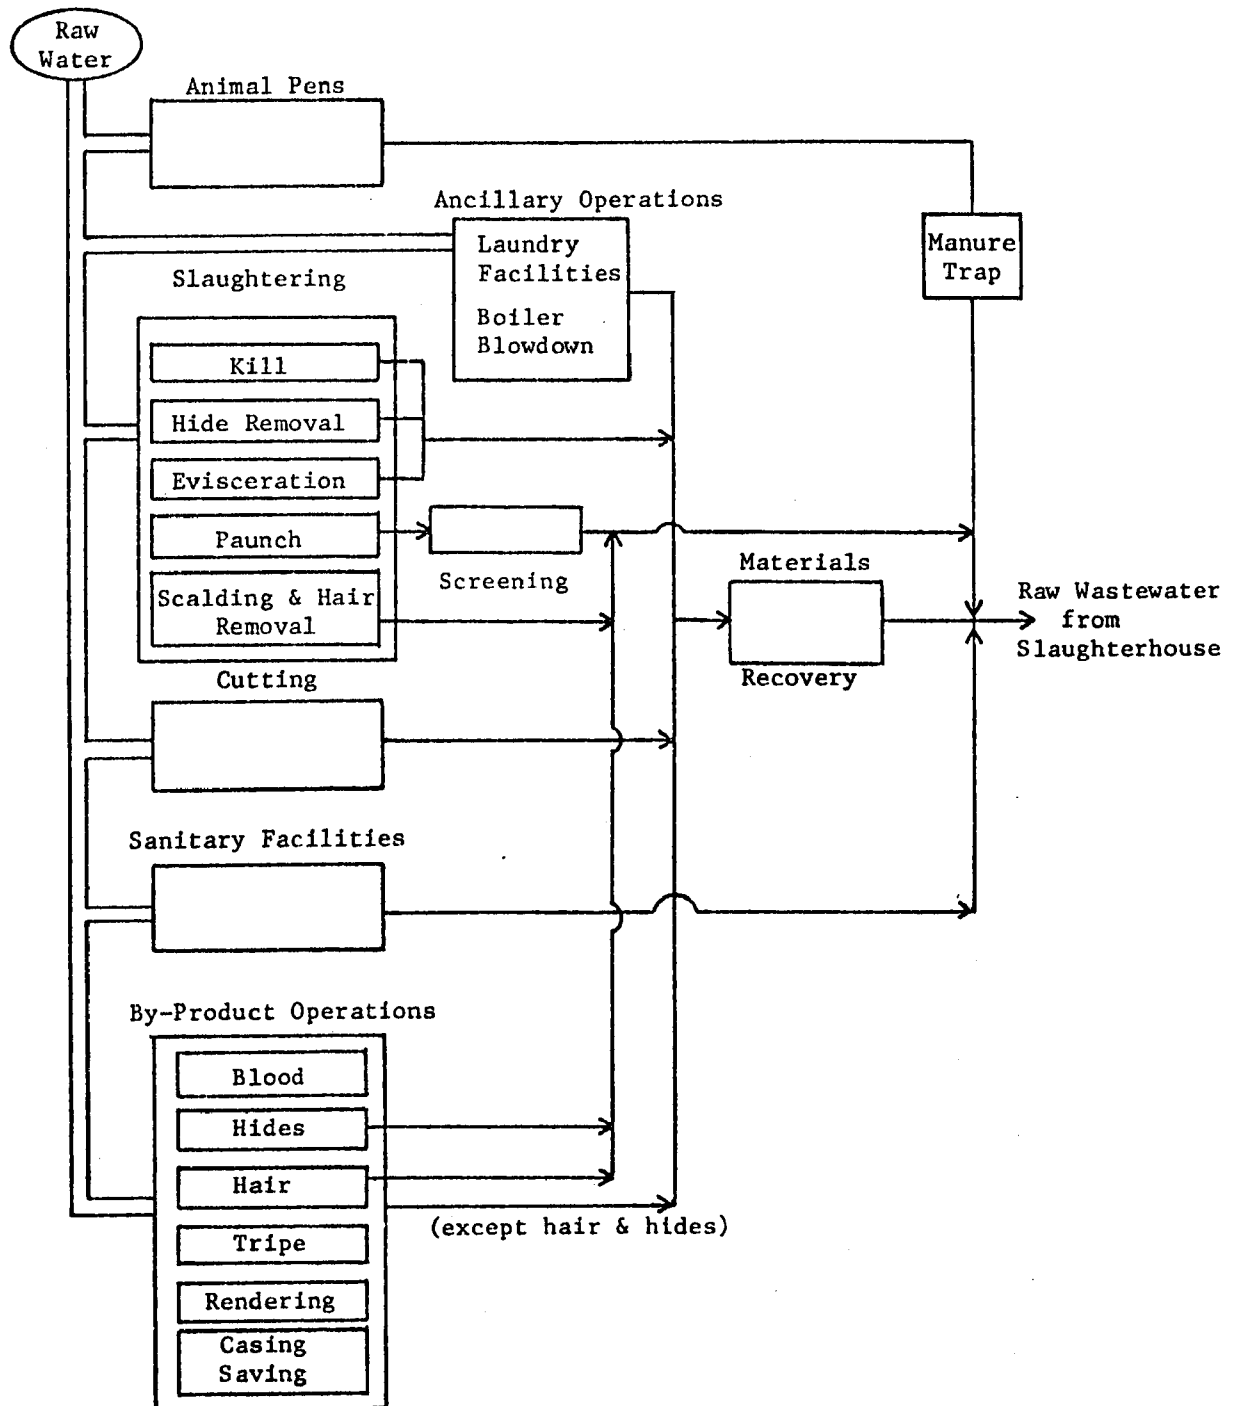 Raw
Water
Animal Pens
Ancillary Operations
Laundry
Facilities
Boiler
Blowdown
Manure
Trap
Slaughtering
Kill
Hide Removal
Evisceration
Paunch
Scalding & Hair
Removal
Screening
Materials
Recovery
Raw Wastewater
from
Slaughterhouse
Cutting
Sanitary Facilities
By-Product Operations
Blood
Hides
Hair
(except hair & hides)
Tripe
Rendering
Casing
Saving